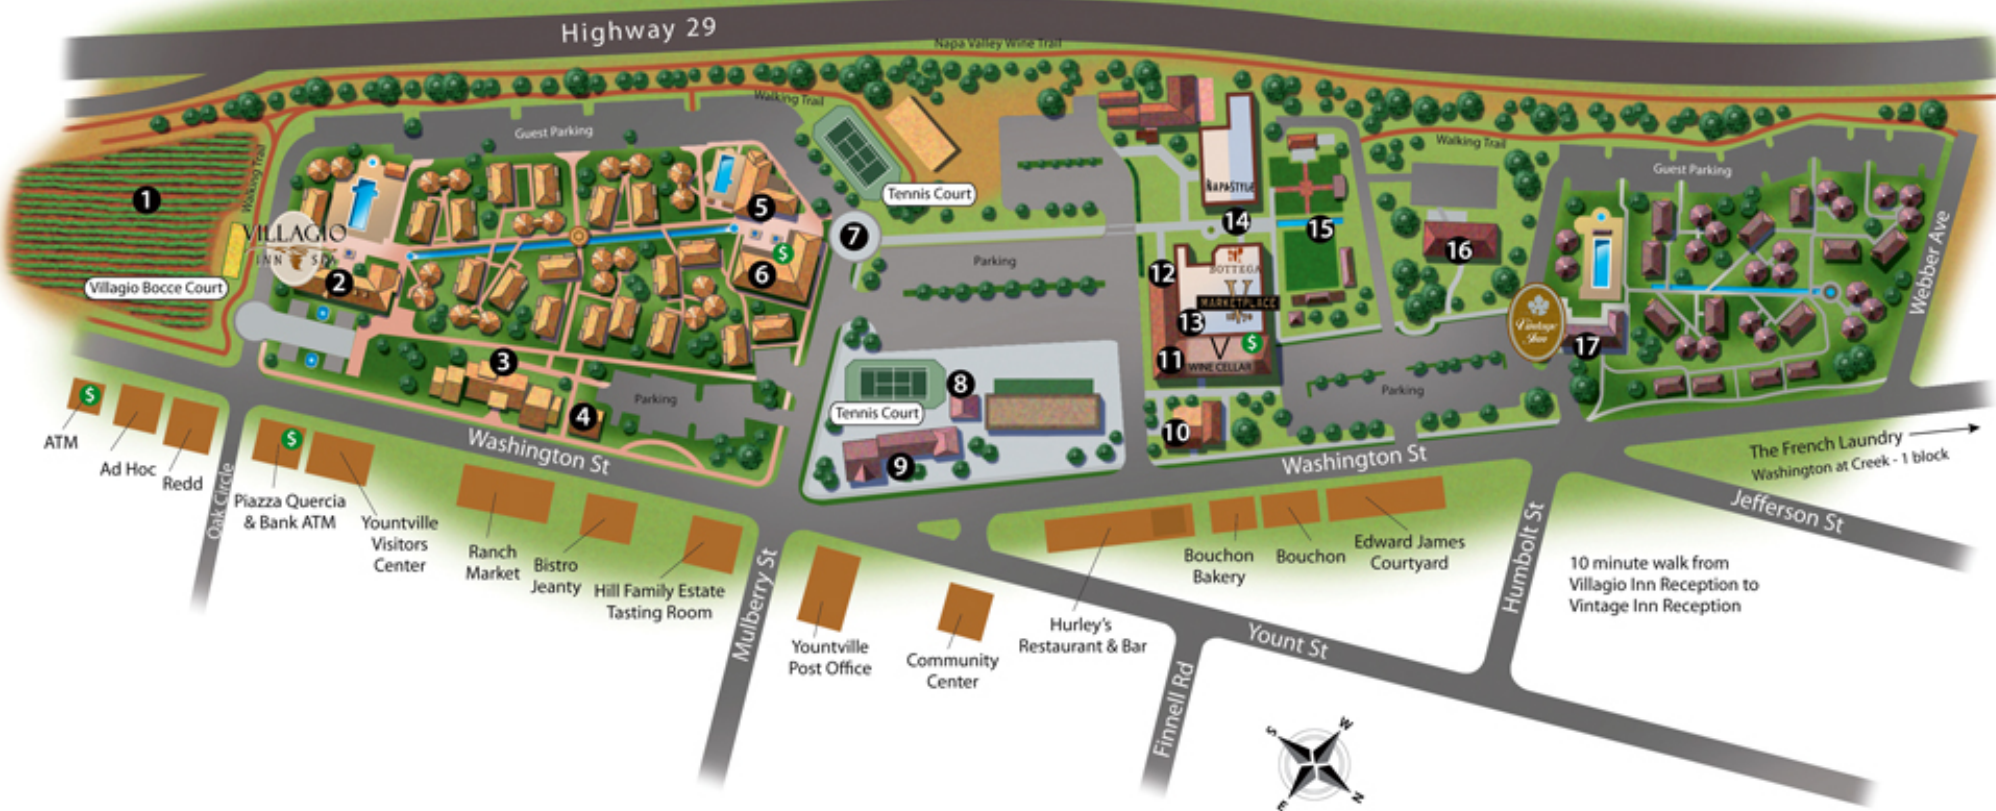 Highway 29
Napa Valley Wine Trail
Walking Trail
Guest Parking
Walking Trail
1
VILLAGIO
INN & SPA
2
Villagio Bocce Court
3
4
5
$
6
7
Tennis Court
Parking
Parking
NAPASTYLE
14
15
12
BOTTEGA
V
MARKETPLACE
13
11
V
$
WINE CELLAR
10
Walking Trail
16
Guest Parking
Vintage
Inn
17
Webber Ave
Parking
8
Tennis Court
9
Washington St
Washington St
The French Laundry
Washington at Creek - 1 block
Jefferson St
$
ATM
Ad Hoc
Redd
Oak Circle
$
Piazza Quercia
& Bank ATM
Yountville
Visitors
Center
Ranch
Market
Bistro
Jeanty
Hill Family Estate
Tasting Room
Mulberry St
Yountville
Post Office
Community
Center
Hurley's
Restaurant & Bar
Bouchon
Bakery
Bouchon
Edward James
Courtyard
Humbolt St
Finnell Rd
Yount St
10 minute walk from
Villagio Inn Reception to
Vintage Inn Reception
S
W
E
N